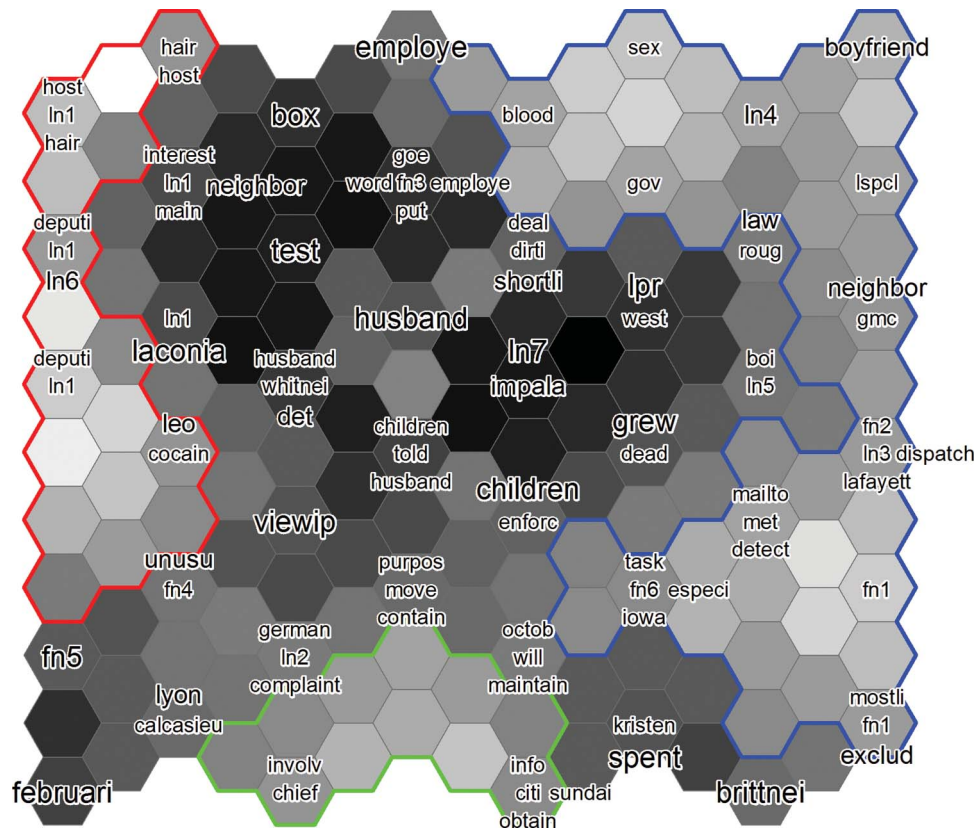 hair
host
employe
sex
boyfriend
host
ln1
hair
box
blood
ln4
interest
ln1
main
neighbor
goe
word fn3 employe
put
gov
lspcl
deputi
ln1
ln6
test
deal
dirti
shortli
law
roug
lpr
west
neighbor
gmc
ln1
laconia
husband
deputi
ln1
husband
whitnei
det
ln7
impala
boi
ln5
leo
cocain
children
told
husband
grew
dead
fn2
ln3 dispatch
lafayett
viewip
children
enforc
mailto
met
detect
unusu
fn4
purpos
move
contain
task
fn6 especi
iowa
fn1
fn5
german
ln2
complaint
octob
will
maintain
lyon
calcasieu
kristen
spent
mostli
fn1
exclud
februari
involv
chief
info
citi sundai
obtain
brittnei